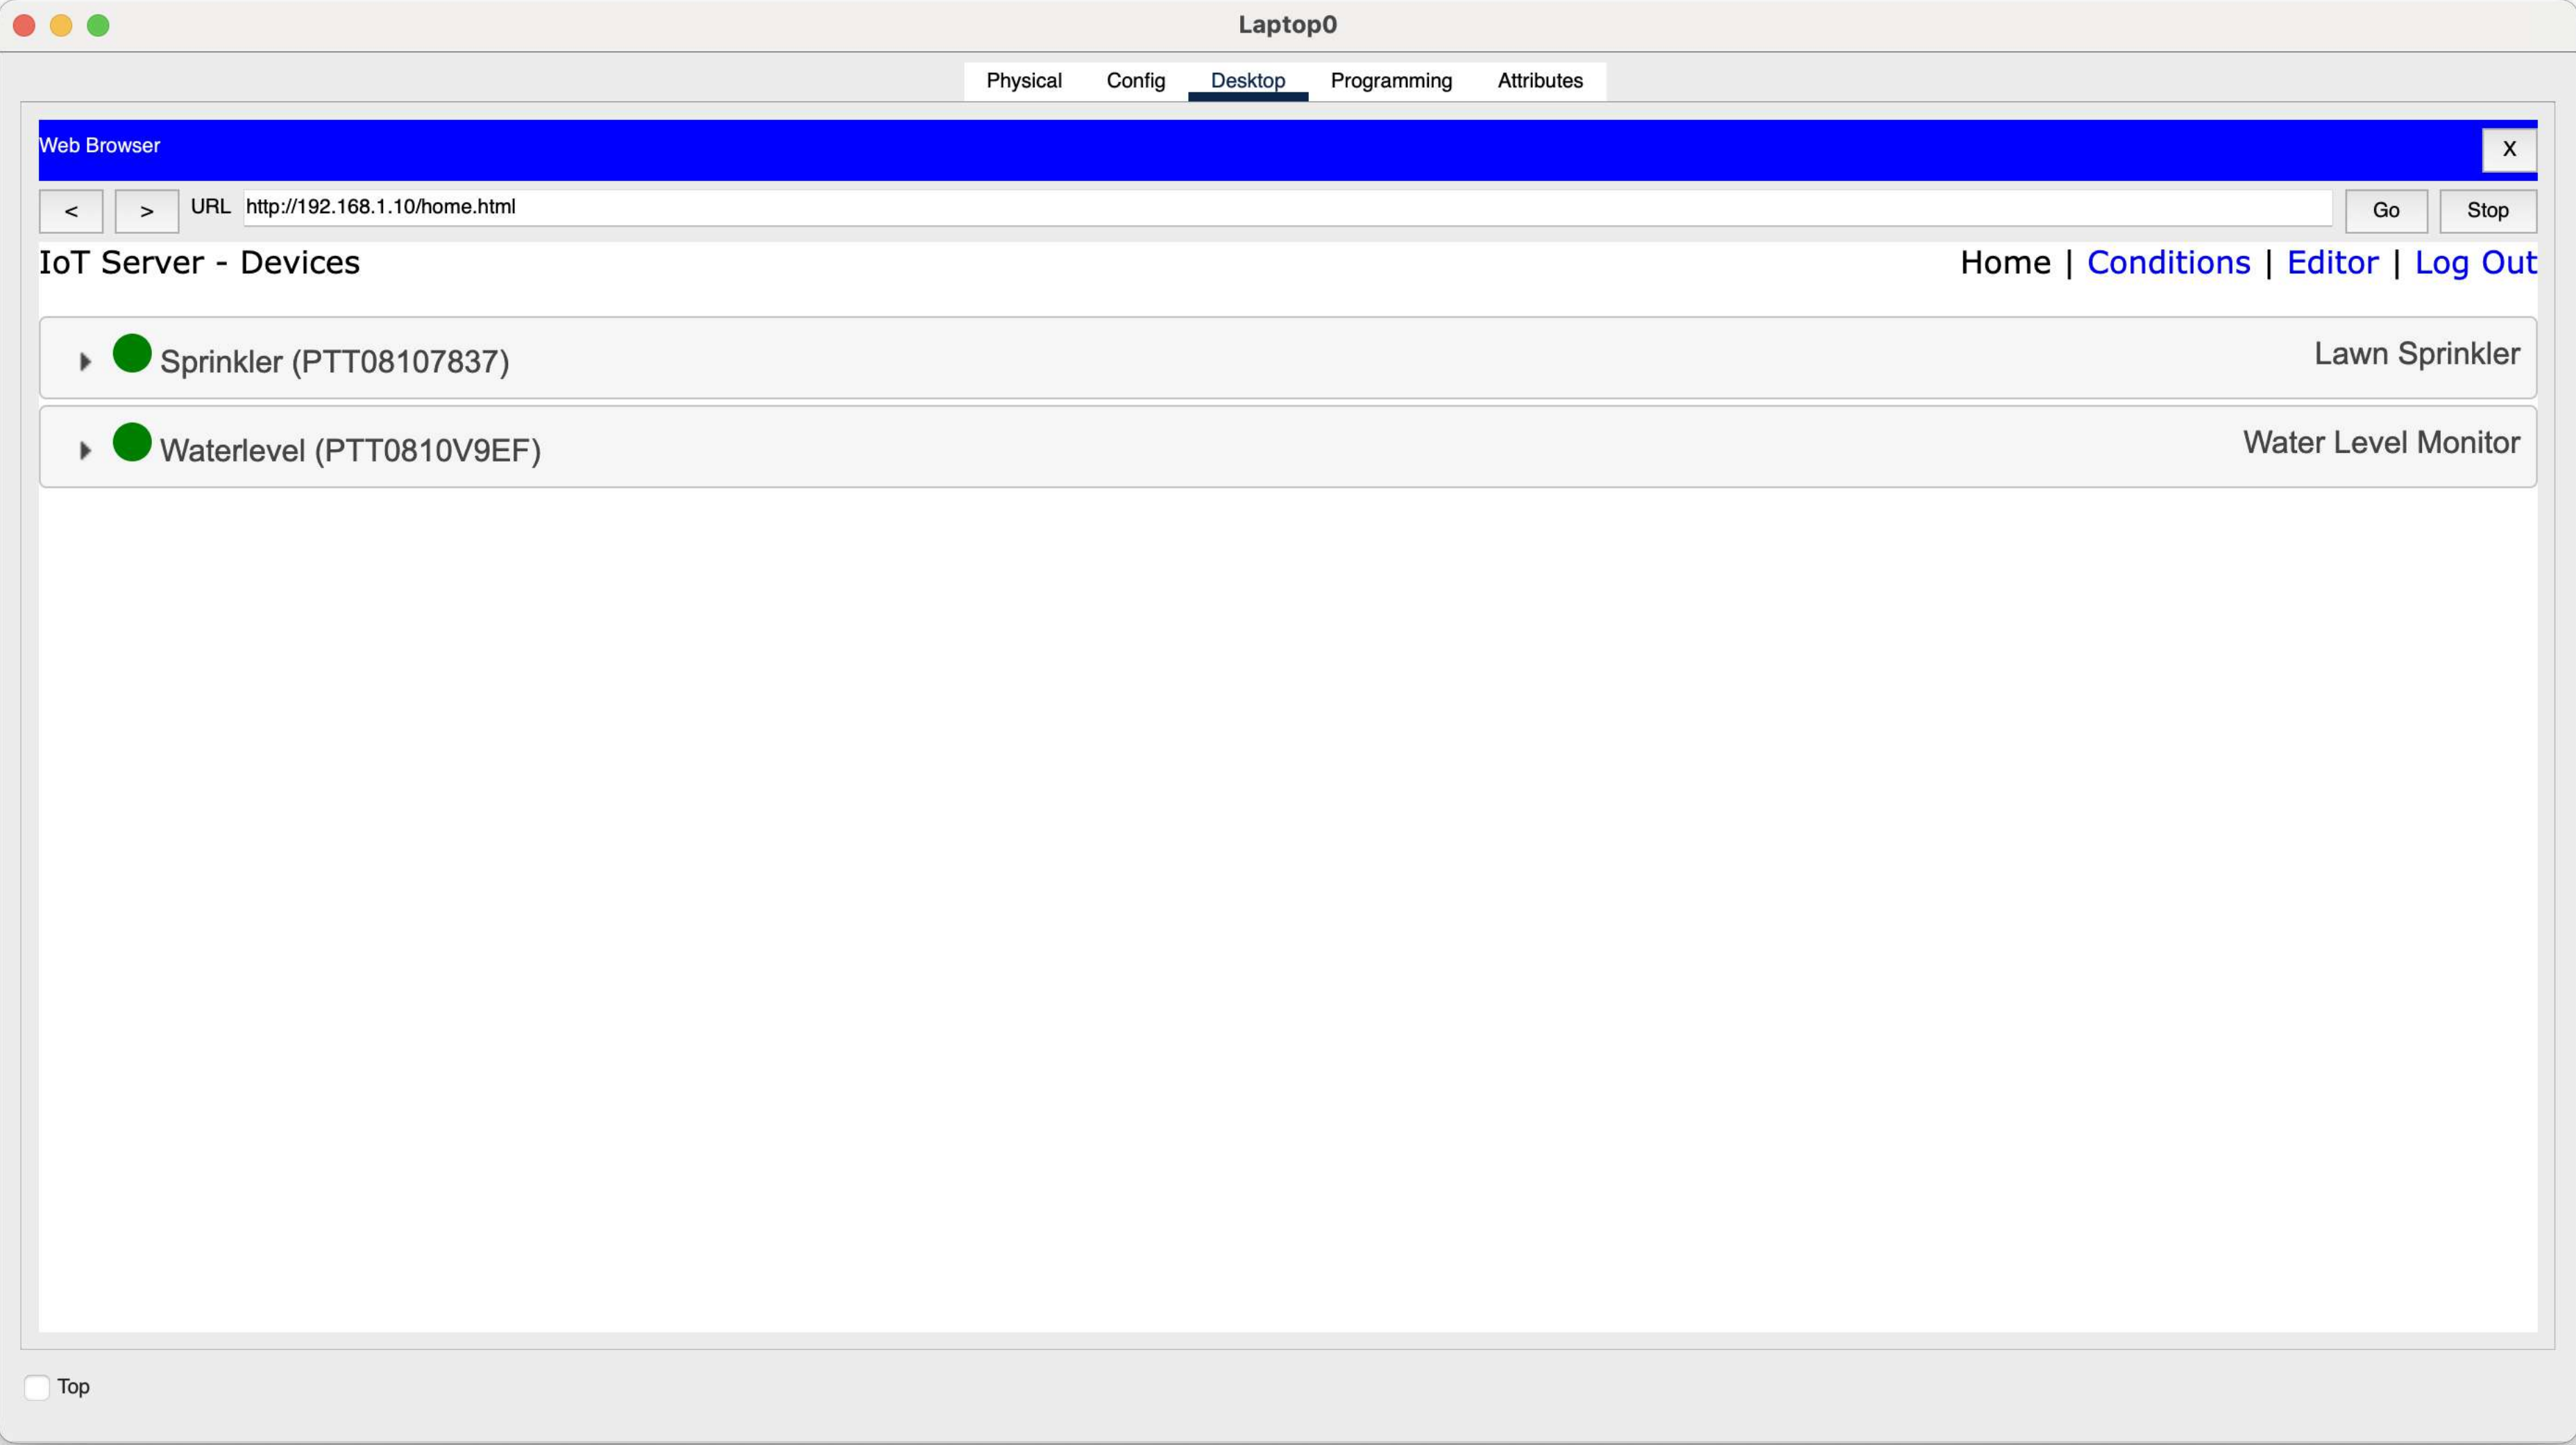 Laptop0
Physical Config Desktop Programming Attributes
Web Browser X
< > URL http://192.168.1.10/home.html Go Stop
IoT Server - Devices Home | Conditions | Editor | Log Out
Sprinkler (PTT08107837) Lawn Sprinkler
Waterlevel (PTT0810V9EF) Water Level Monitor
Top